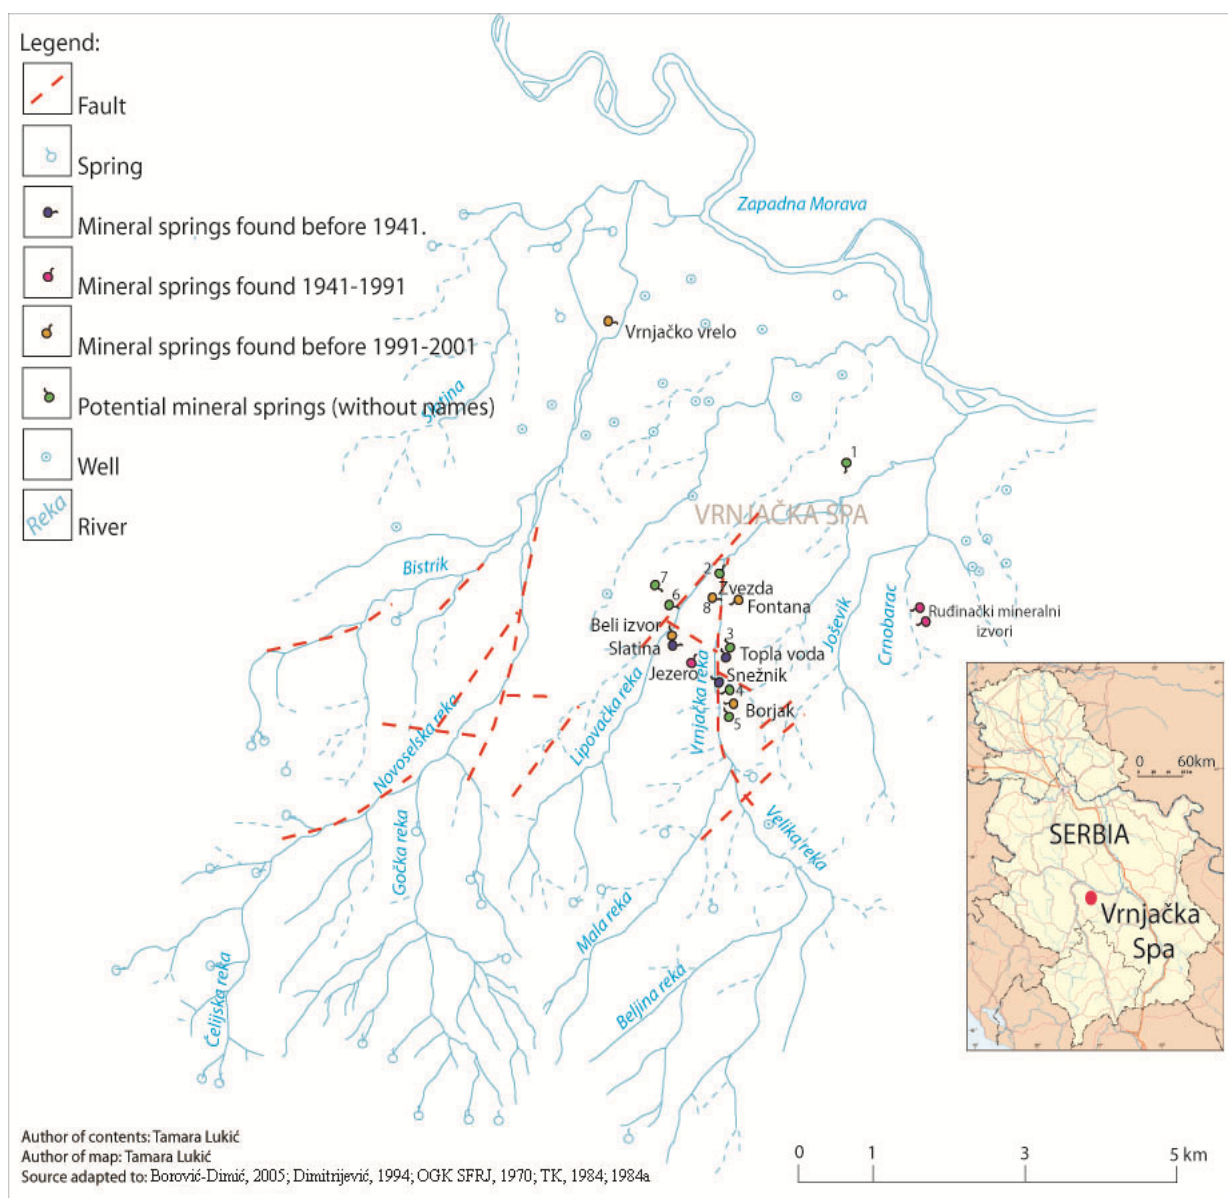 Legend:
Fault
Spring
Mineral springs found before 1941.
Mineral springs found 1941-1991
Mineral springs found before 1991-2001
Potential mineral springs (without names)
Well
Reka
River
Zapadna Morava
Vrnjačko vrelo
Slatina
1
VRNJAČKA SPA
Bistrik
2
7
Zvezda
6
8
Fontana
Joševik
Crnobarac
Ruđinački mineralni
izvori
Beli izvor
3
Slatina
Topla voda
Jezero
Snežnik
4
Borjak
5
Vrnjačka reka
Lipovačka reka
Novoselska reka
Gočka reka
Velika reka
Mala reka
Beljina reka
Čelijska reka
0 60km
SERBIA
Vrnjačka
Spa
Author of contents: Tamara Lukić
Author of map: Tamara Lukić
Source adapted to: Borović-Dimić, 2005; Dimitrijević, 1994; OGK SFRJ, 1970; TK, 1984; 1984a
0 1 3 5 km